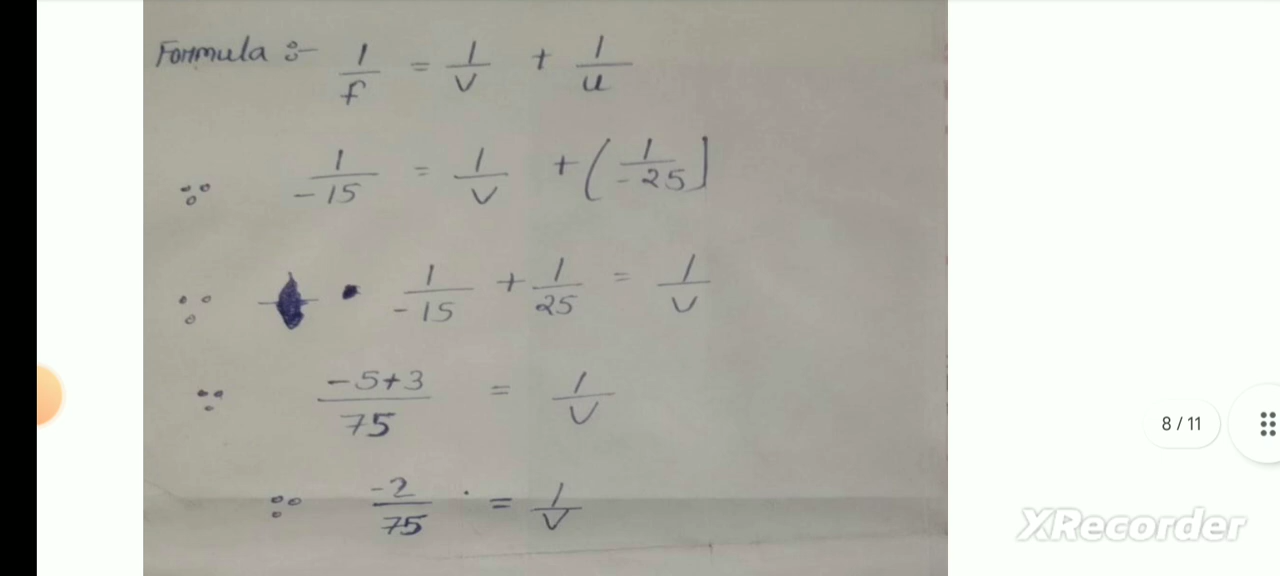 Formula :- 1/f = 1/v + 1/u
∵ 1/-15 = 1/v + (1/-25]
∵ 1/-15 + 1/25 = 1/v
∵ -5+3/75 = 1/v
8 / 11
∵ -2/75 = 1/v
XRecorder